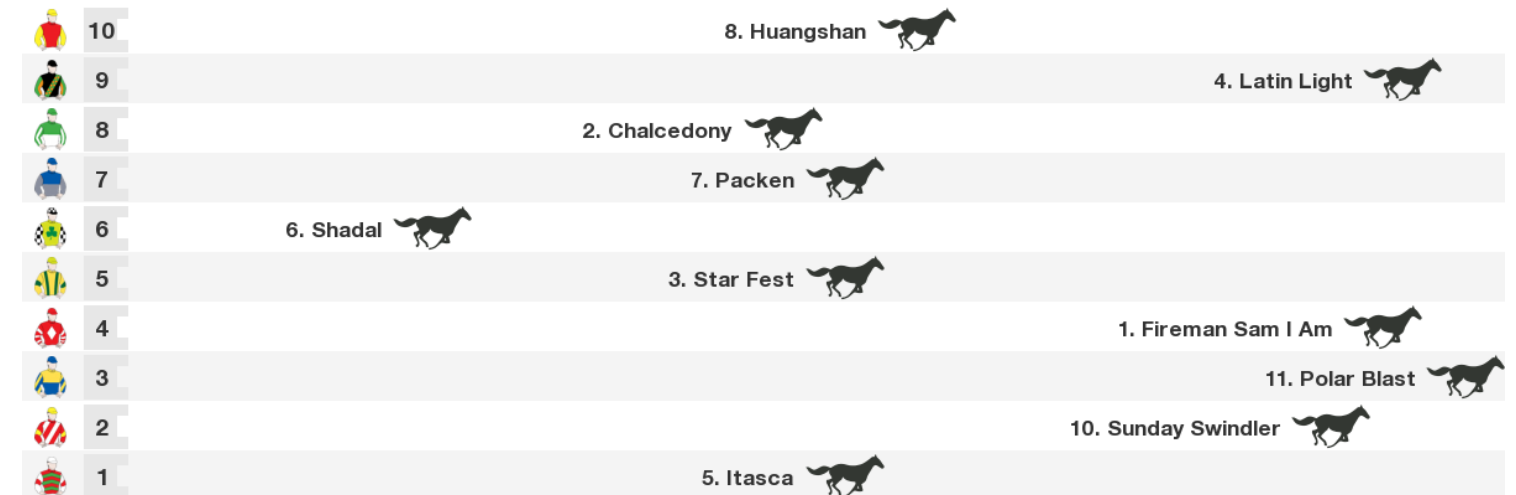 10 8. Huangshan
9 4. Latin Light
8 2. Chalcedony
7 7. Packen
6 6. Shadal
5 3. Star Fest
4 1. Fireman Sam I Am
3 11. Polar Blast
2 10. Sunday Swindler
1 5. Itasca